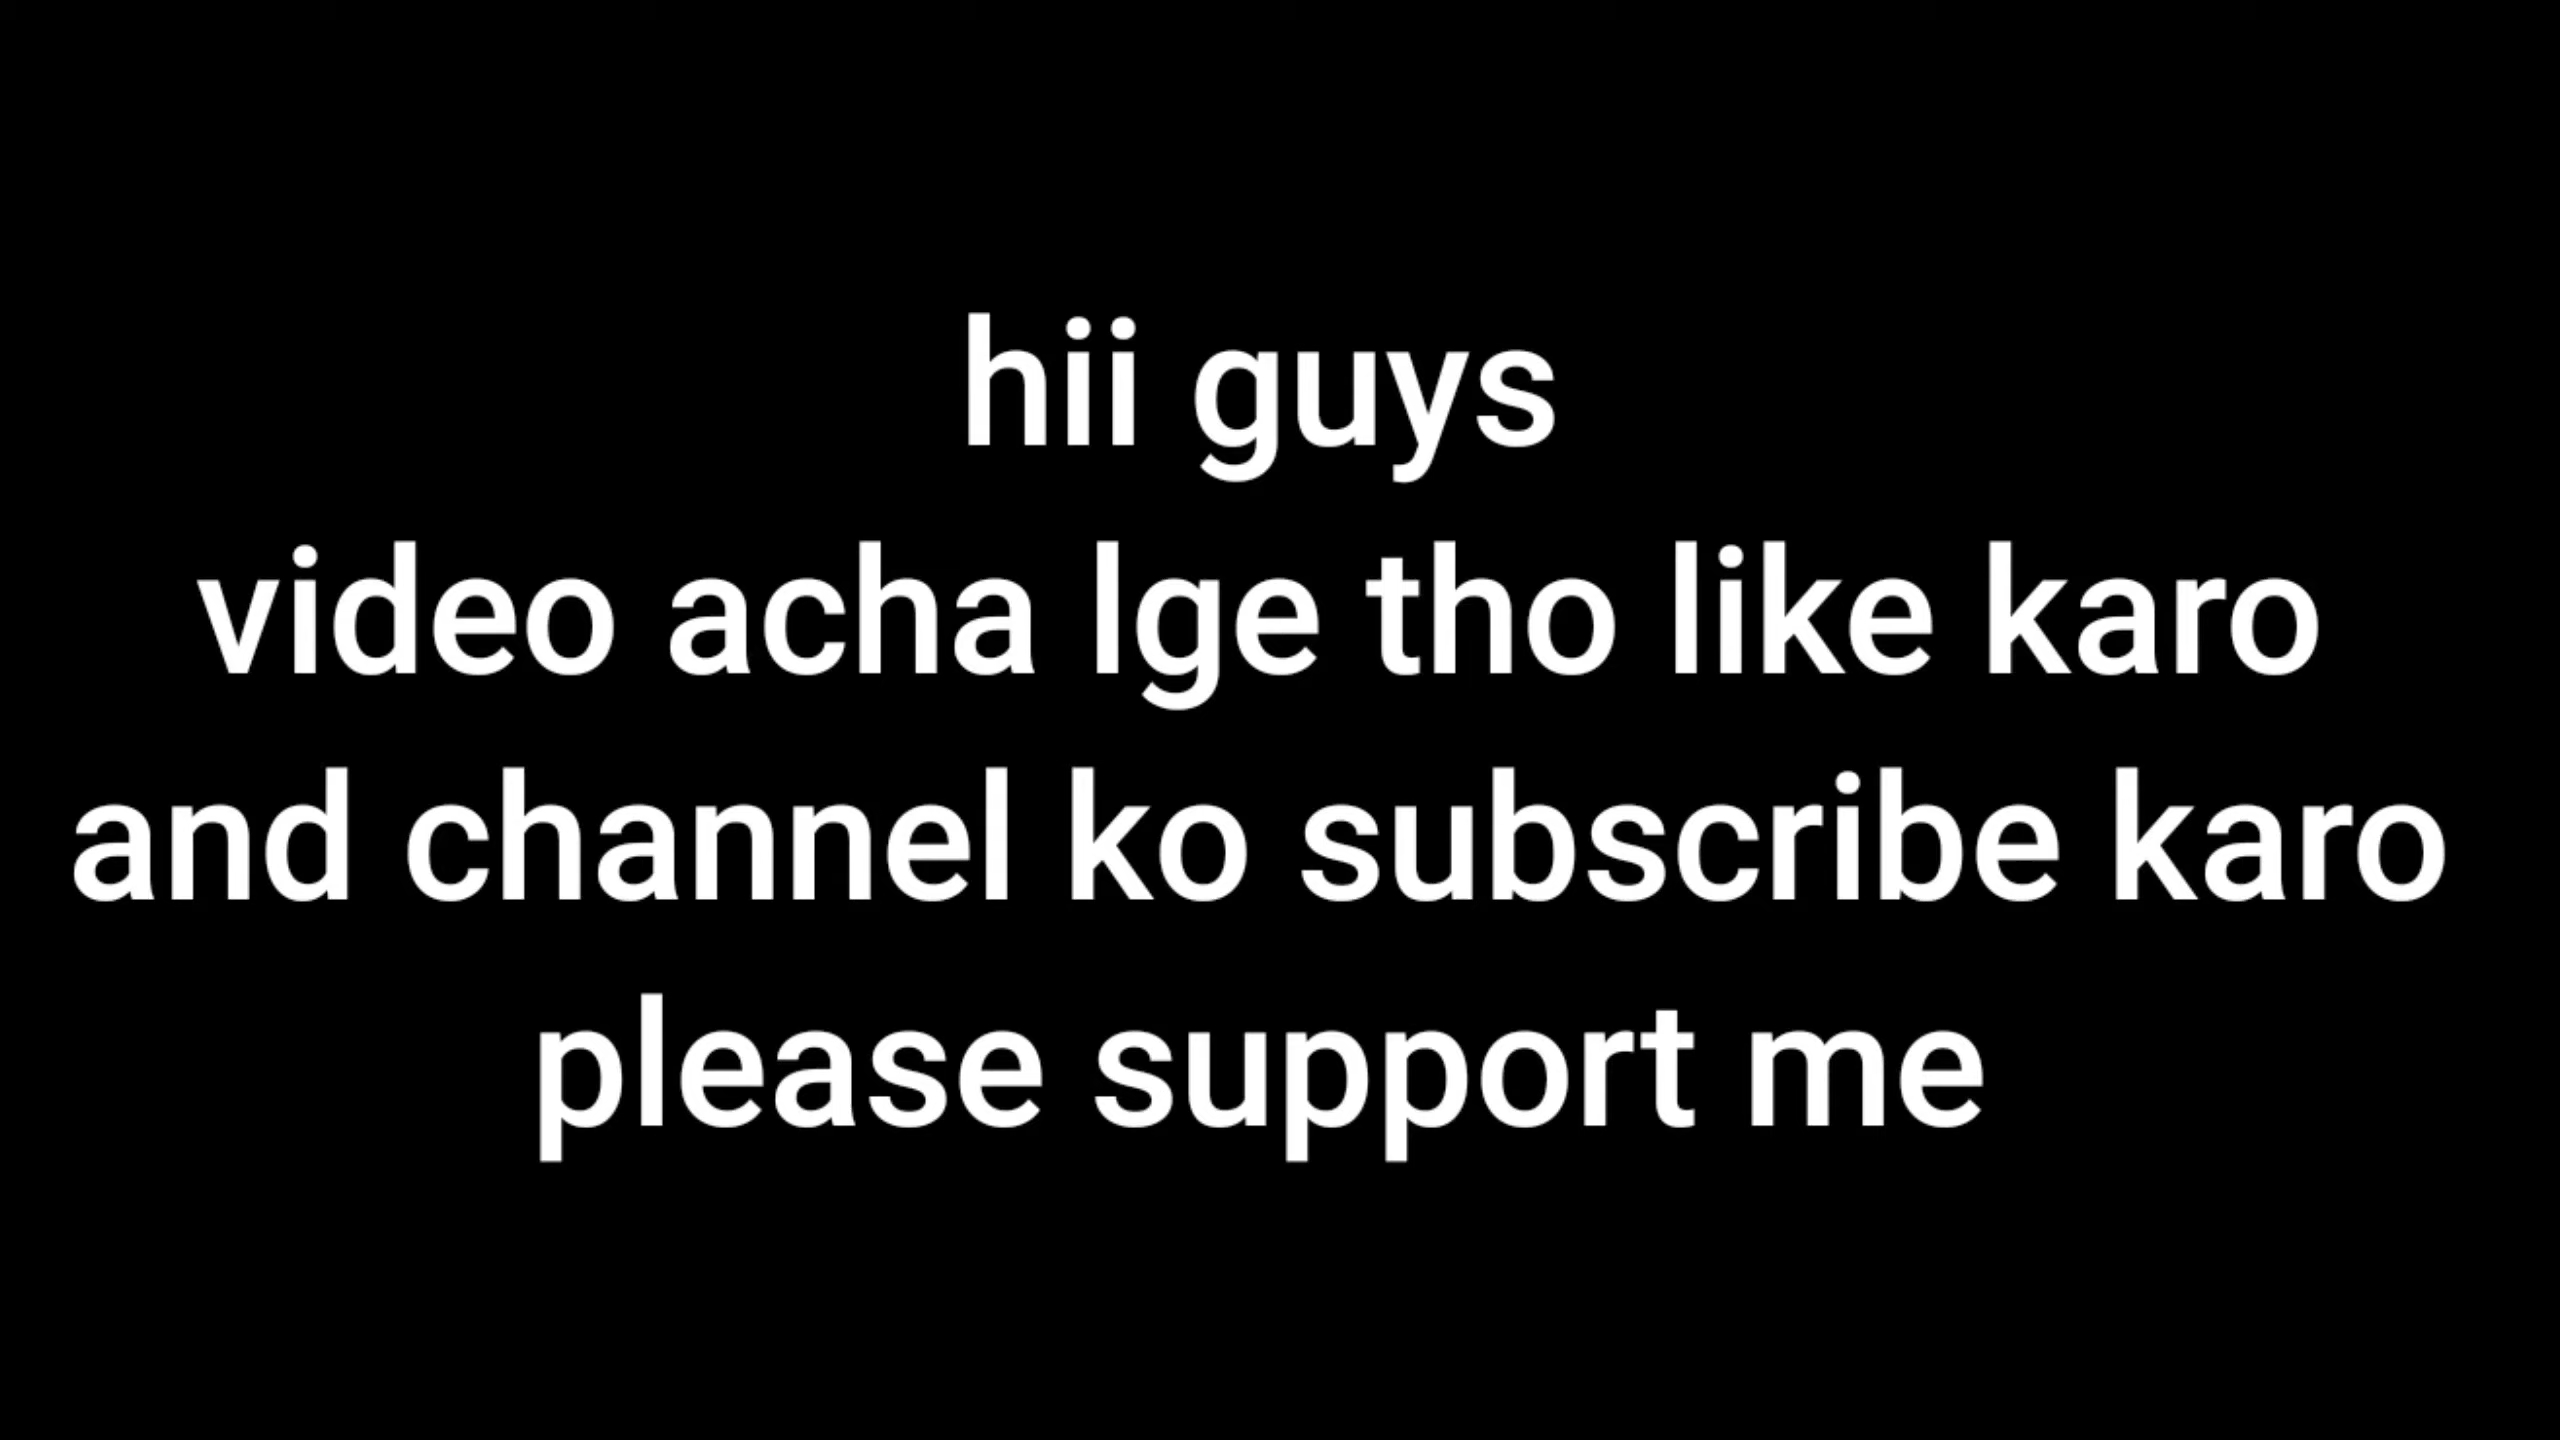 hii guys
video acha lge tho like karo
and channel ko subscribe karo
please support me